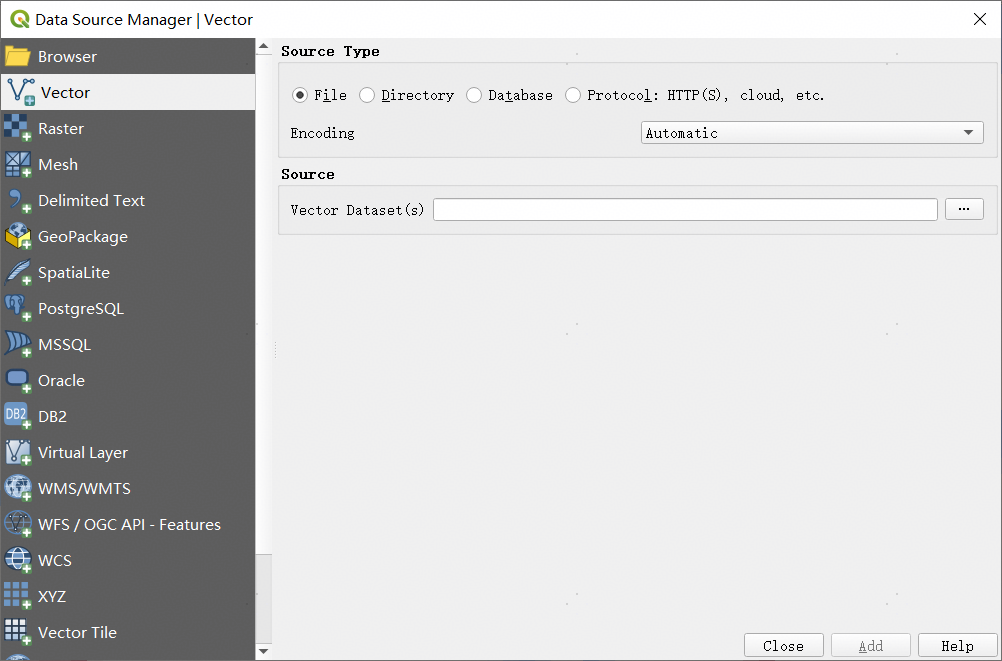 Data Source Manager | Vector
Browser
Vector
Raster
Mesh
Delimited Text
GeoPackage
SpatiaLite
PostgreSQL
MSSQL
Oracle
DB2
DB2
Virtual Layer
WMS/WMTS
WFS / OGC API - Features
WCS
XYZ
Vector Tile
Source Type
File Directory Database Protocol: HTTP(S), cloud, etc.
Encoding Automatic
Source
Vector Dataset(s) ...
Close Add Help